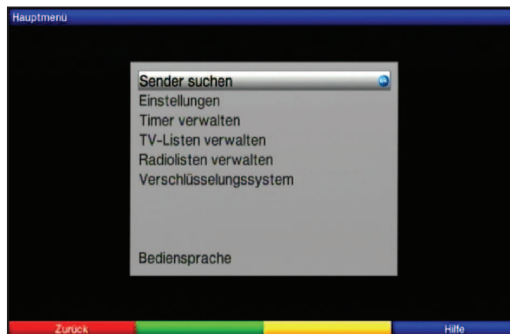 Hauptmenü
Sender suchen
Einstellungen
Timer verwalten
TV-Listen verwalten
Radiolisten verwalten
Verschlüsselungssystem
Bediensprache
Zurück Hilfe